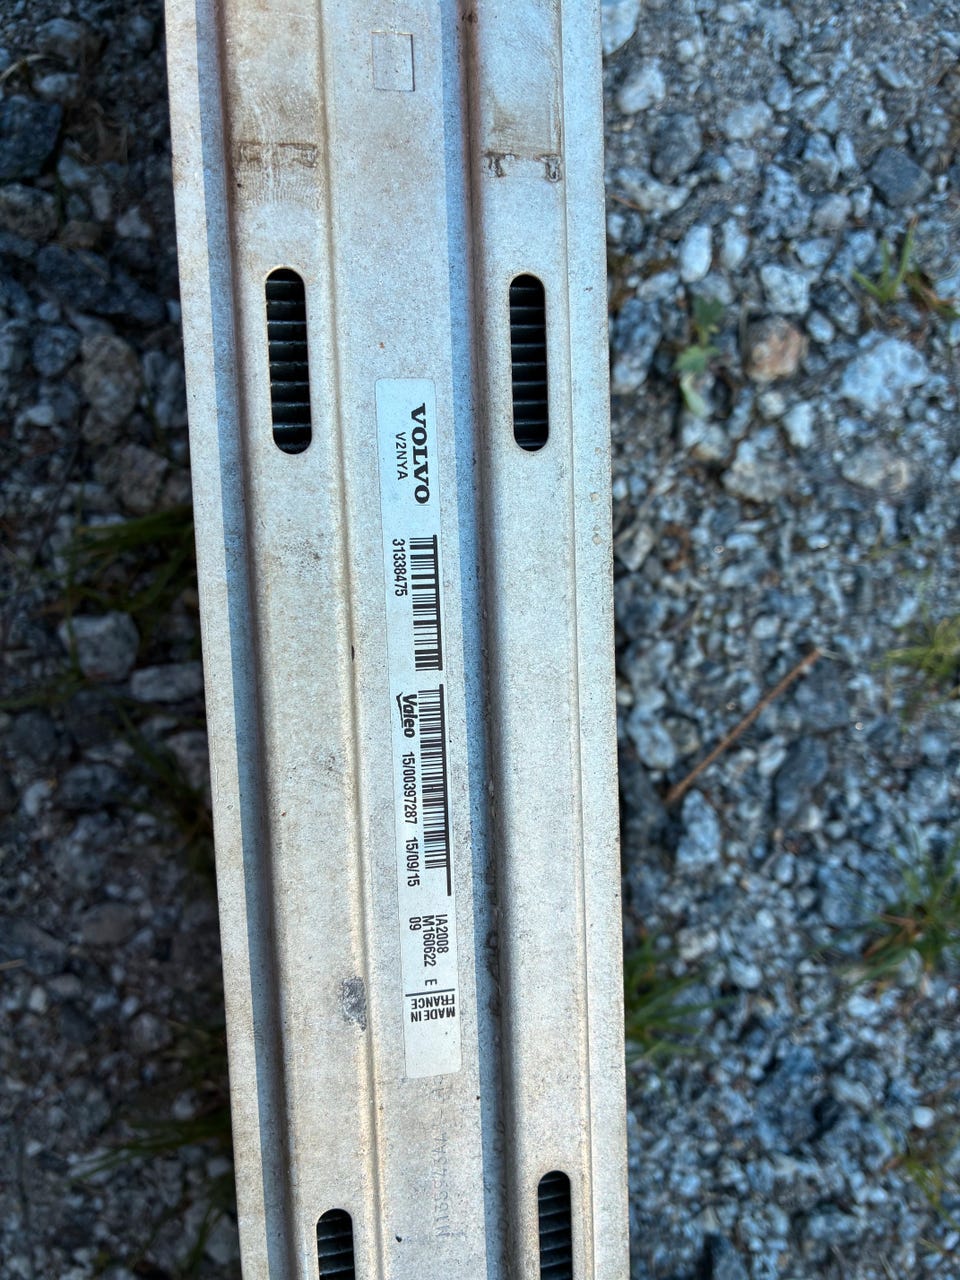 VOLVO
V2NYA
31338475
Valeo 15/00397287 15/09/15
IA2008
M160622 E
09
MADE IN
FRANCE